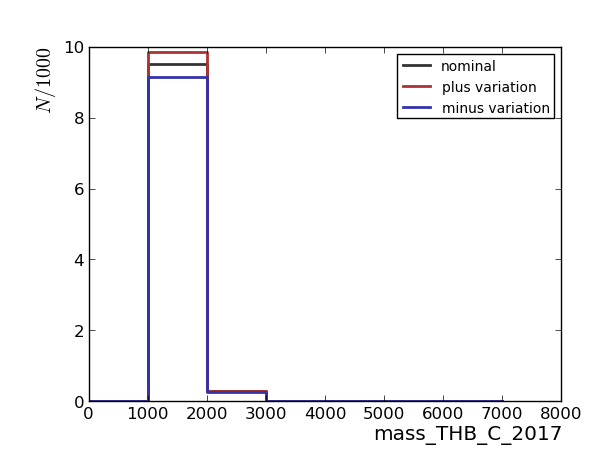 N/1000
10
8
6
4
2
0
nominal
plus variation
minus variation
0 1000 2000 3000 4000 5000 6000 7000 8000
mass_THB_C_2017